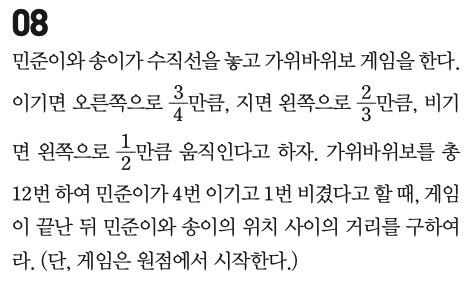 08
민준이와 송이가 수직선을 놓고 가위바위보 게임을 한다.
이기면 오른쪽으로 3/4만큼, 지면 왼쪽으로 2/3만큼, 비기
면 왼쪽으로 1/2만큼 움직인다고 하자. 가위바위보를 총
12번 하여 민준이가 4번 이기고 1번 비겼다고 할 때, 게임
이 끝난 뒤 민준이와 송이의 위치 사이의 거리를 구하여
라. (단, 게임은 원점에서 시작한다.)